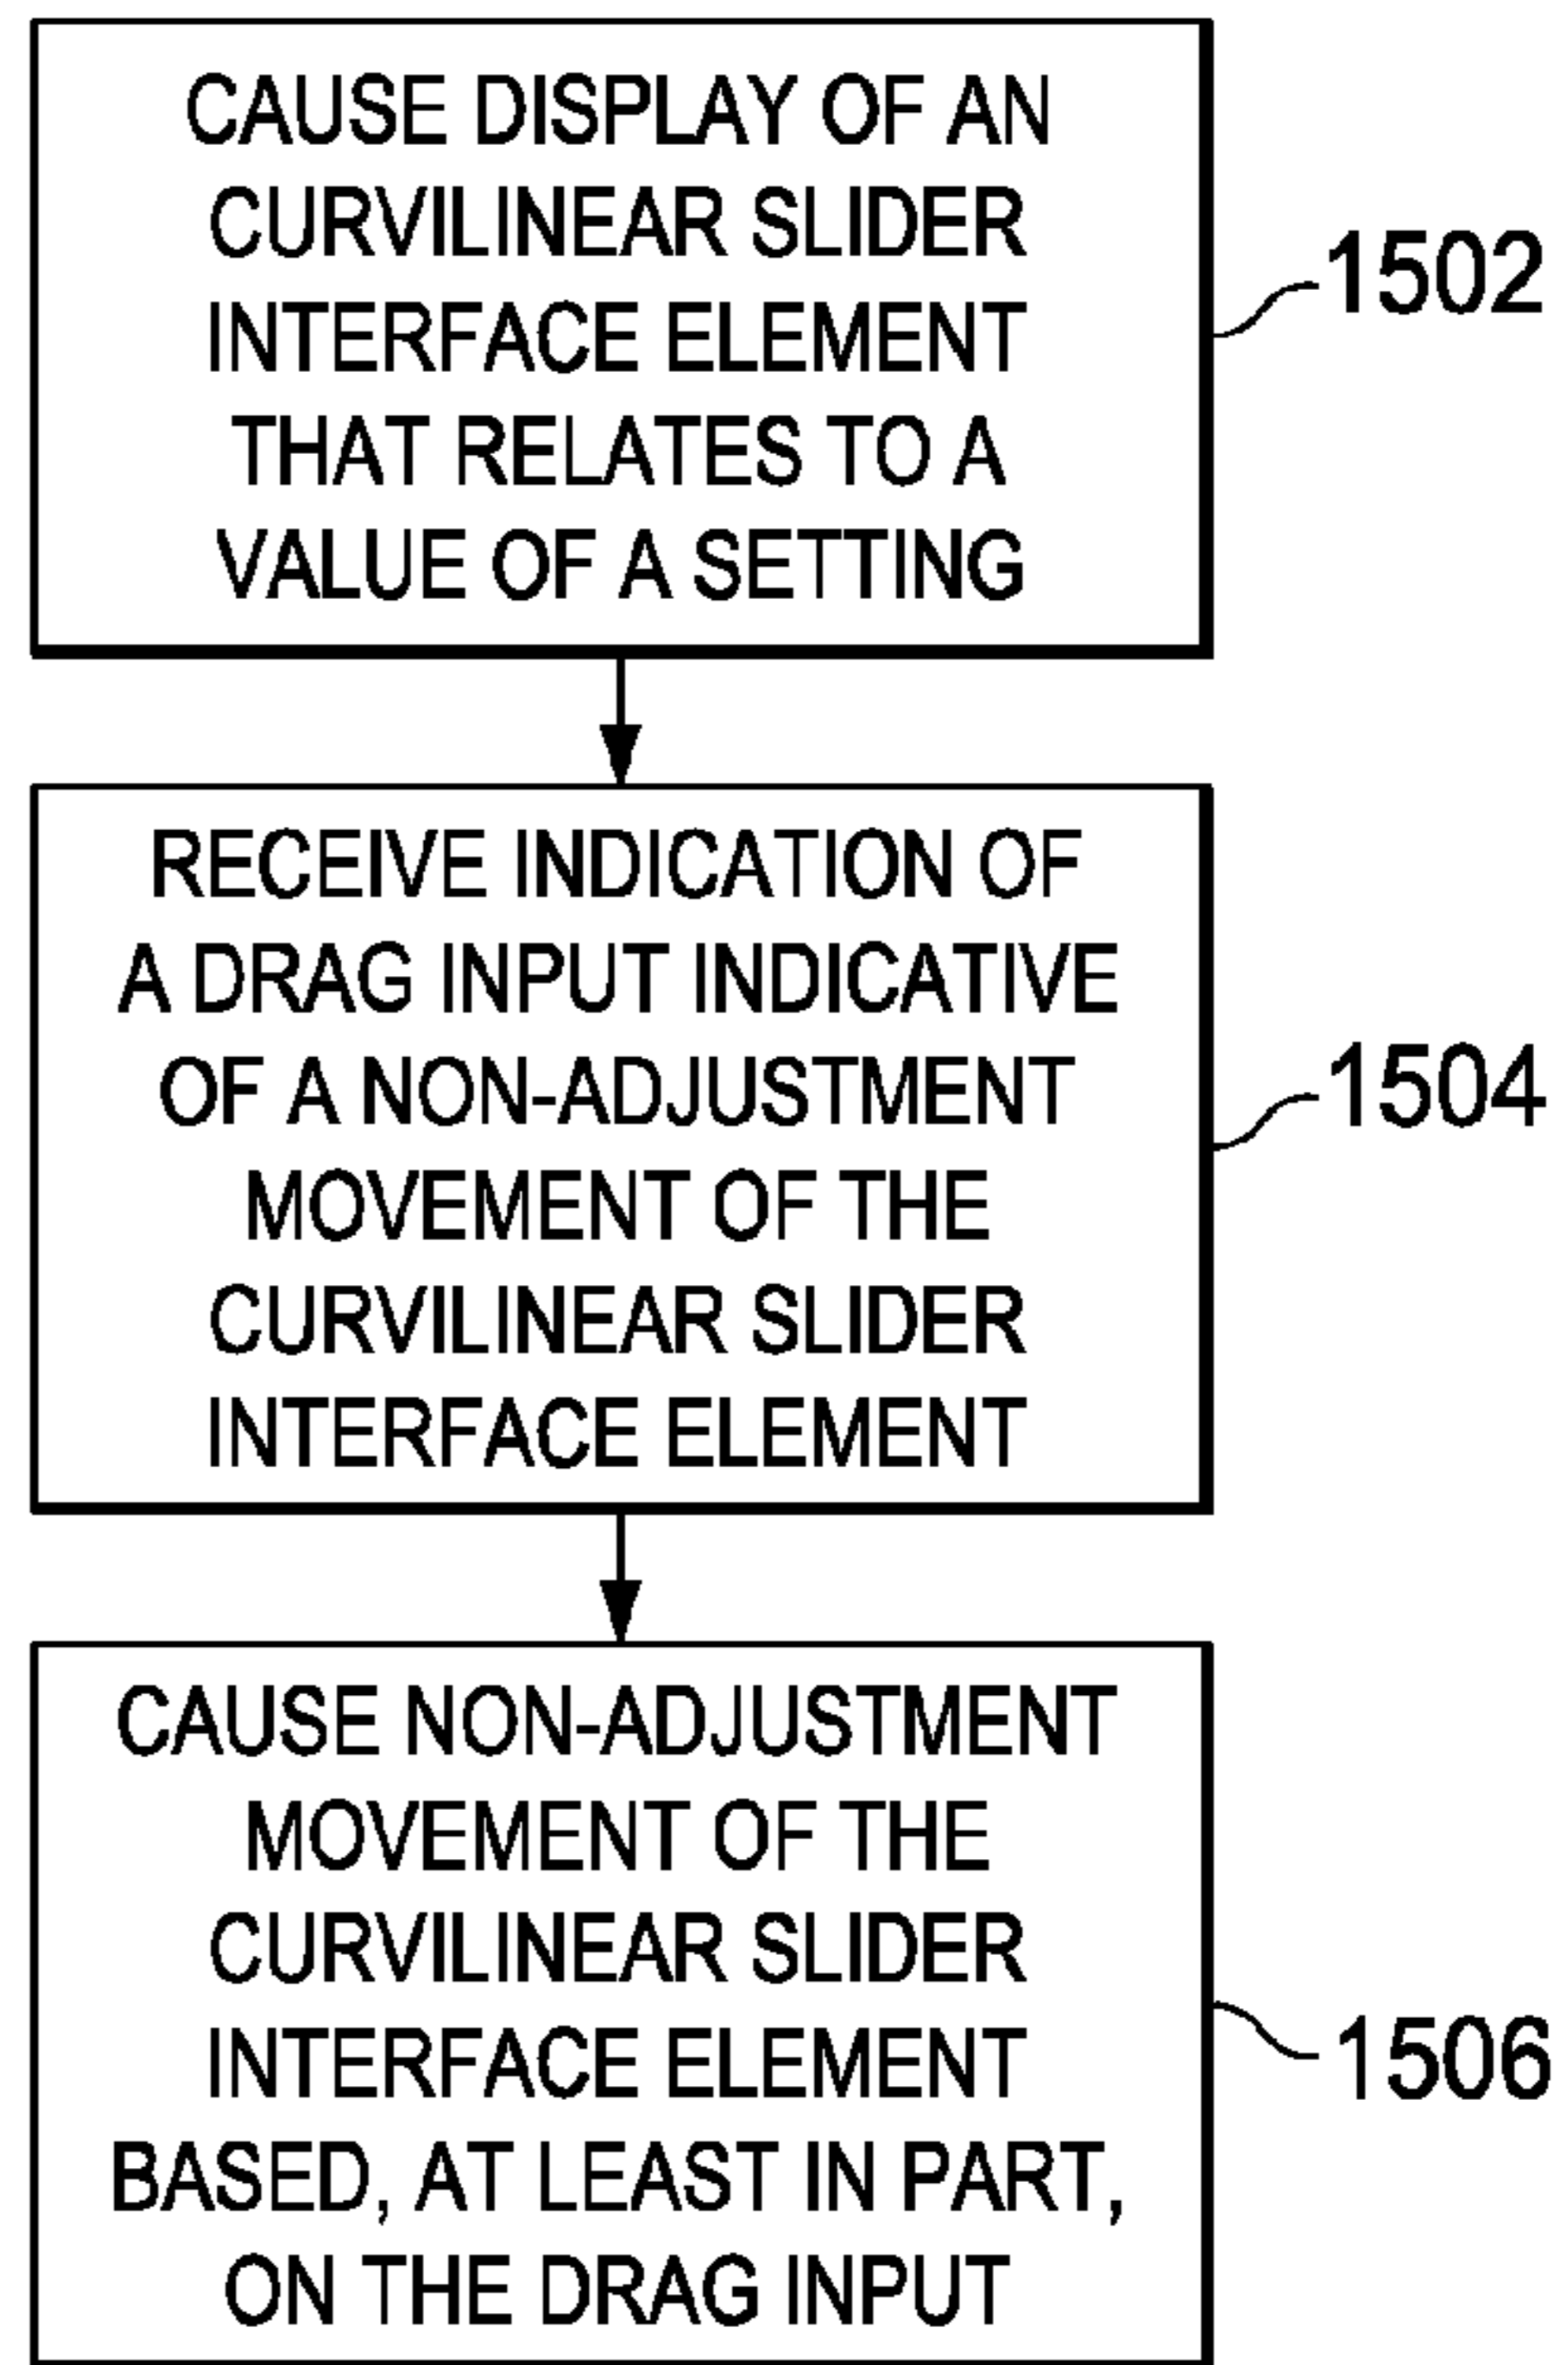 CAUSE DISPLAY OF AN
CURVILINEAR SLIDER
INTERFACE ELEMENT
THAT RELATES TO A
VALUE OF A SETTING
1502
RECEIVE INDICATION OF
A DRAG INPUT INDICATIVE
OF A NON-ADJUSTMENT
MOVEMENT OF THE
CURVILINEAR SLIDER
INTERFACE ELEMENT
1504
CAUSE NON-ADJUSTMENT
MOVEMENT OF THE
CURVILINEAR SLIDER
INTERFACE ELEMENT
BASED, AT LEAST IN PART,
ON THE DRAG INPUT
1506